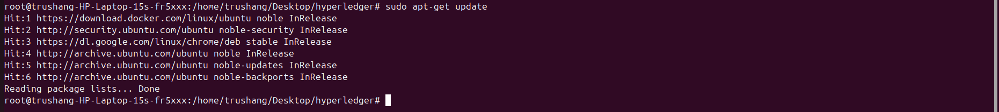 root@trushang-HP-Laptop-15s-fr5xxx:/home/trushang/Desktop/hyperledger# sudo apt-get update
Hit:1 https://download.docker.com/linux/ubuntu noble InRelease
Hit:2 http://security.ubuntu.com/ubuntu noble-security InRelease
Hit:3 https://dl.google.com/linux/chrome/deb stable InRelease
Hit:4 http://archive.ubuntu.com/ubuntu noble InRelease
Hit:5 http://archive.ubuntu.com/ubuntu noble-updates InRelease
Hit:6 http://archive.ubuntu.com/ubuntu noble-backports InRelease
Reading package lists... Done
root@trushang-HP-Laptop-15s-fr5xxx:/home/trushang/Desktop/hyperledger#